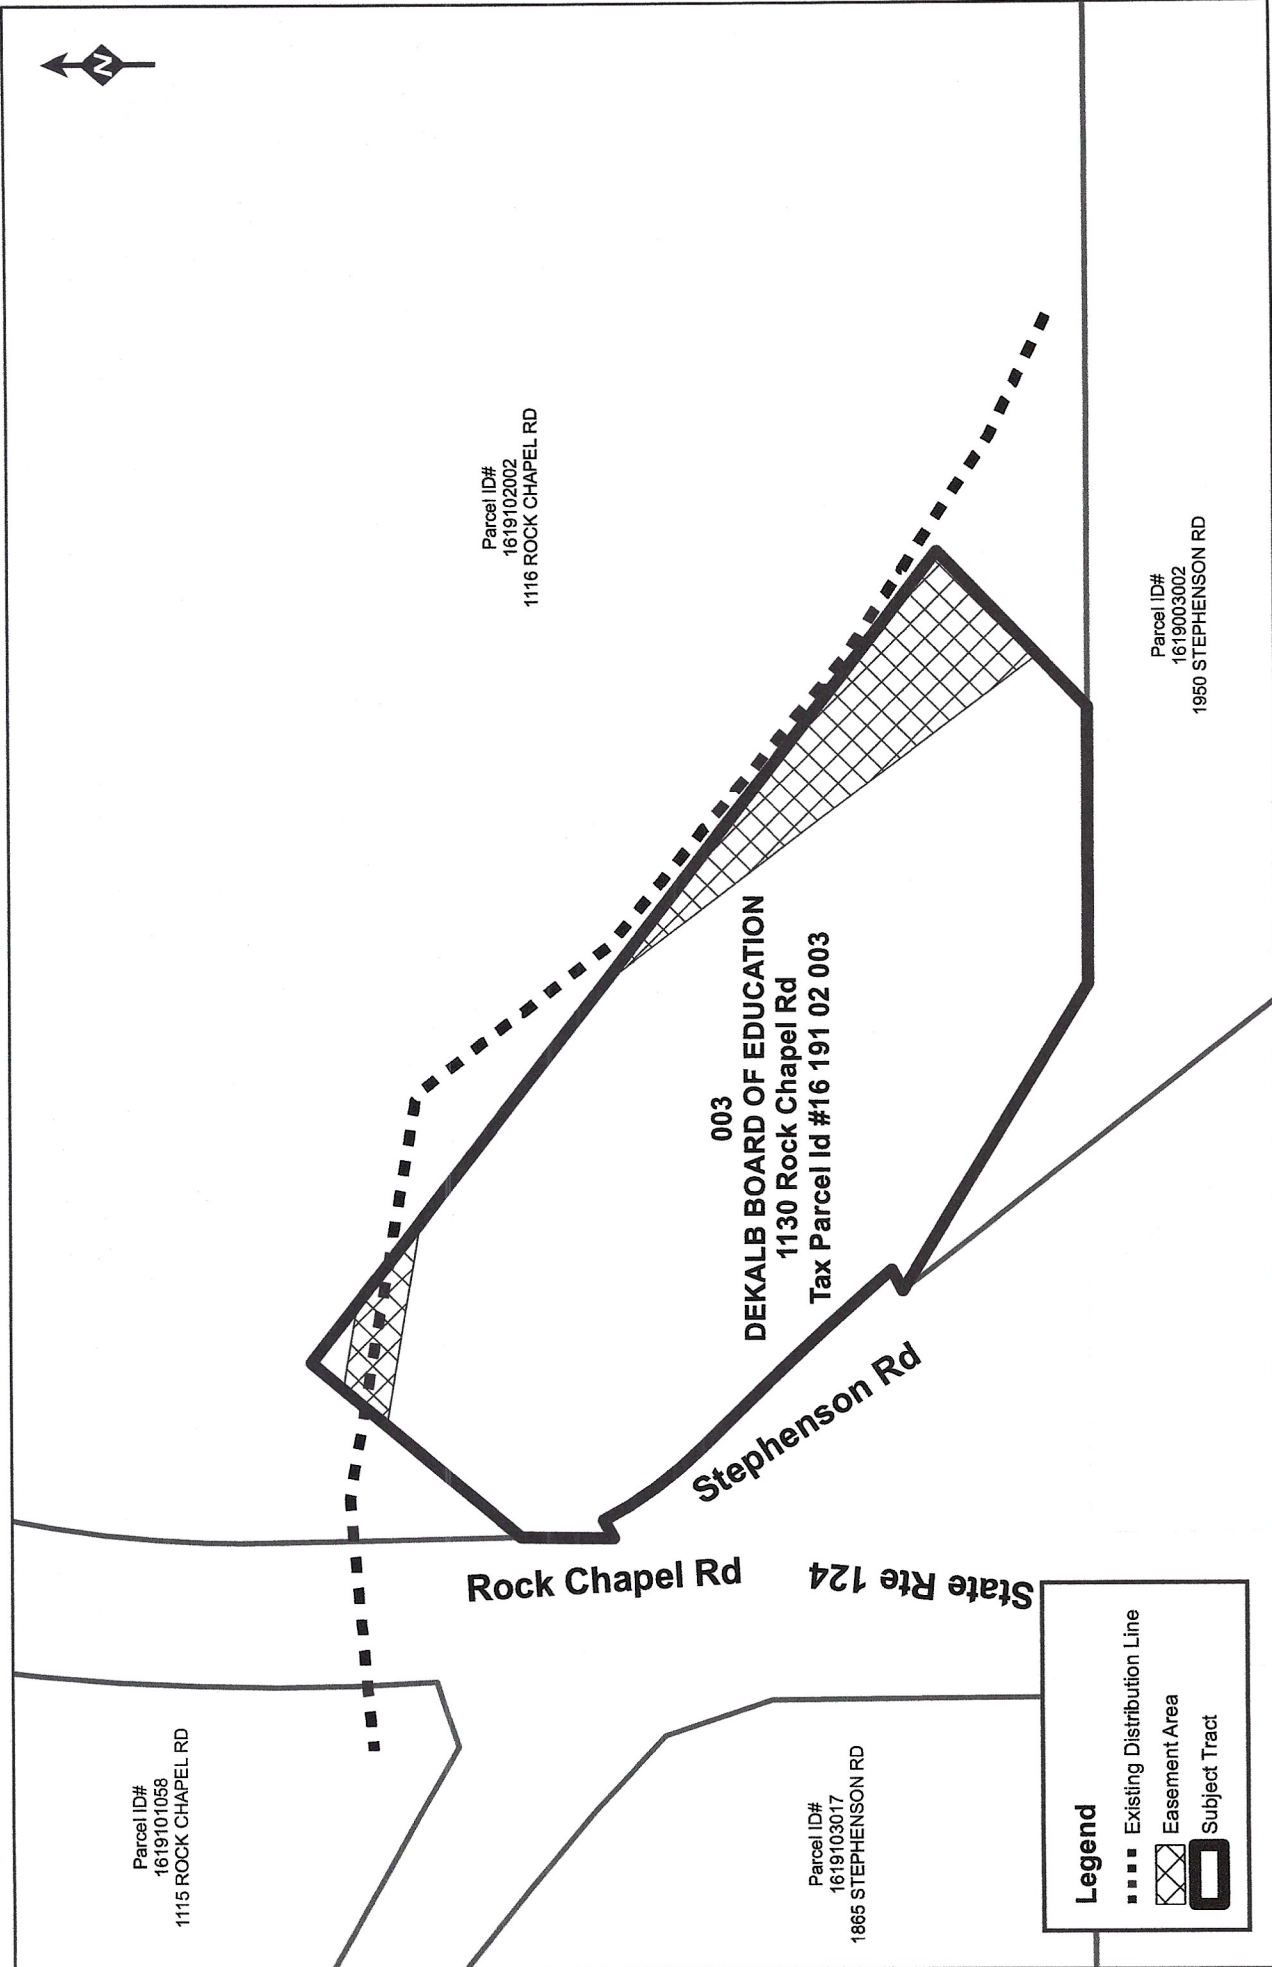 N
Parcel ID#
1619101058
1115 ROCK CHAPEL RD
Parcel ID#
1619102002
1116 ROCK CHAPEL RD
003
DEKALB BOARD OF EDUCATION
1130 Rock Chapel Rd
Tax Parcel Id #16 191 02 003
Rock Chapel Rd
State Rte 124
Stephenson Rd
Parcel ID#
1619103017
1865 STEPHENSON RD
Parcel ID#
1619003002
1950 STEPHENSON RD
Legend
Existing Distribution Line
Easement Area
Subject Tract